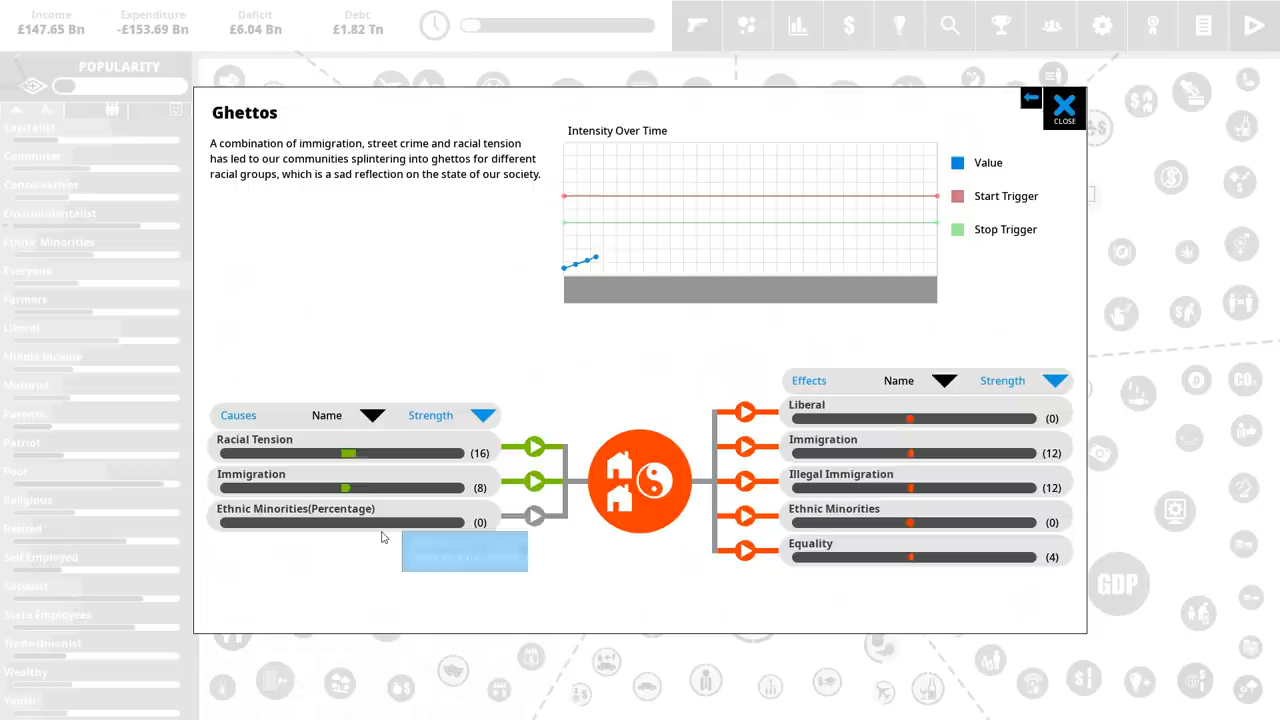 Income
£147.65 Bn
Expenditure
-£153.69 Bn
Deficit
£6.04 Bn
Debt
£1.82 Tn
POPULARITY
Capitalist
Commuter
Conservatives
Environmentalist
Ethnic Minorities
Everyone
Farmers
Liberal
Middle Income
Motorist
Parents
Patriot
Poor
Religious
Retired
Self Employed
Socialist
State Employees
Trade Unionist
Wealthy
Youth
Ghettos
CLOSE
A combination of immigration, street crime and racial tension
has led to our communities splintering into ghettos for different
racial groups, which is a sad reflection on the state of our society.
Intensity Over Time
Value
Start Trigger
Stop Trigger
Causes Name Strength
Racial Tension
(16)
Immigration
(8)
Ethnic Minorities(Percentage)
(0)
Effects Name Strength
Liberal
(0)
Immigration
(12)
Illegal Immigration
(12)
Ethnic Minorities
(0)
Equality
(4)
GDP